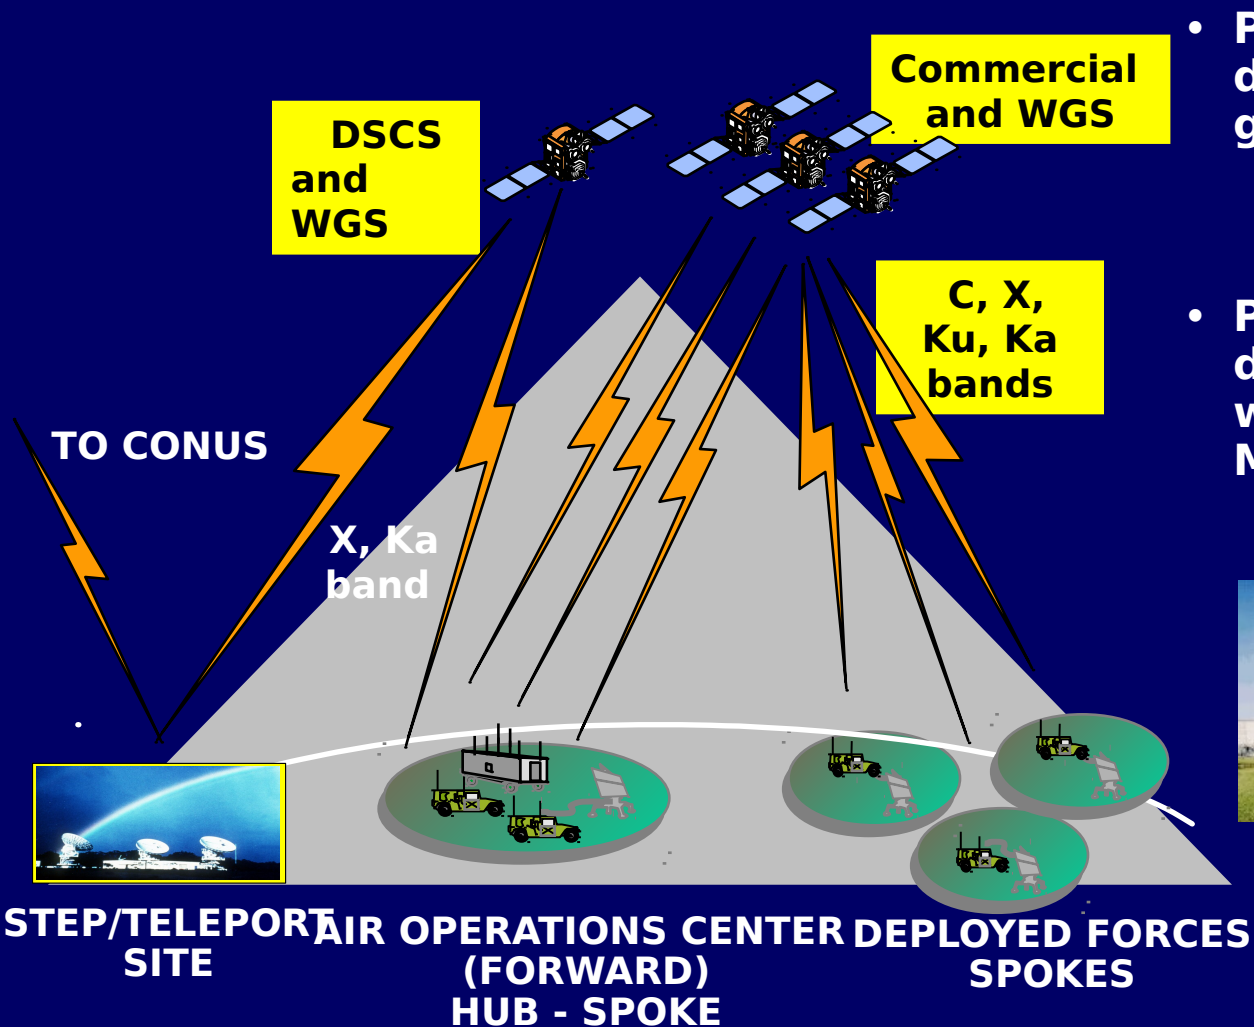 Commercial
and WGS
DSCS
and
WGS
C, X,
Ku, Ka
bands
TO CONUS
X, Ka
band
STEP/TELEPORT
SITE
AIR OPERATIONS CENTER
(FORWARD)
HUB - SPOKE
DEPLOYED FORCES
SPOKES